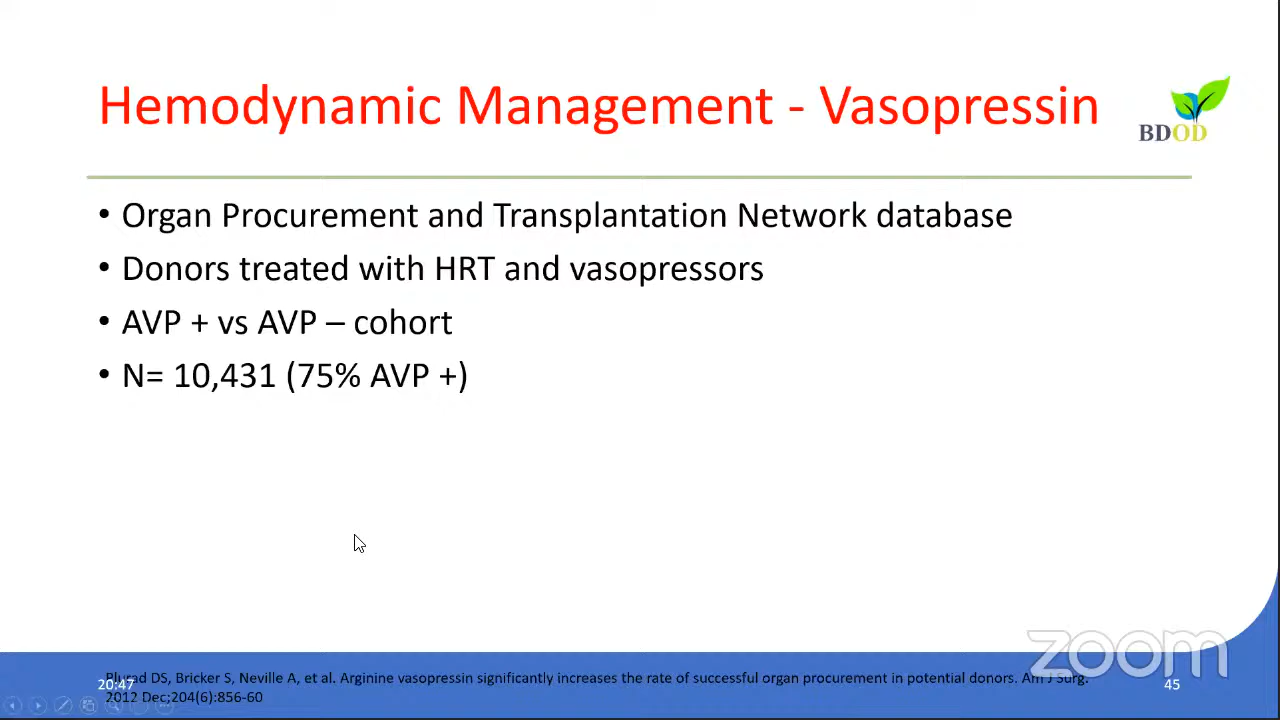 Hemodynamic Management - Vasopressin
BDOD
• Organ Procurement and Transplantation Network database
• Donors treated with HRT and vasopressors
• AVP + vs AVP – cohort
• N= 10,431 (75% AVP +)
zoom
DS, Bricker S, Neville A, et al. Arginine vasopressin significantly increases the rate of successful organ procurement in potential donors. Am J Surg.
20:47
45
2012 Dec;204(6):856-60